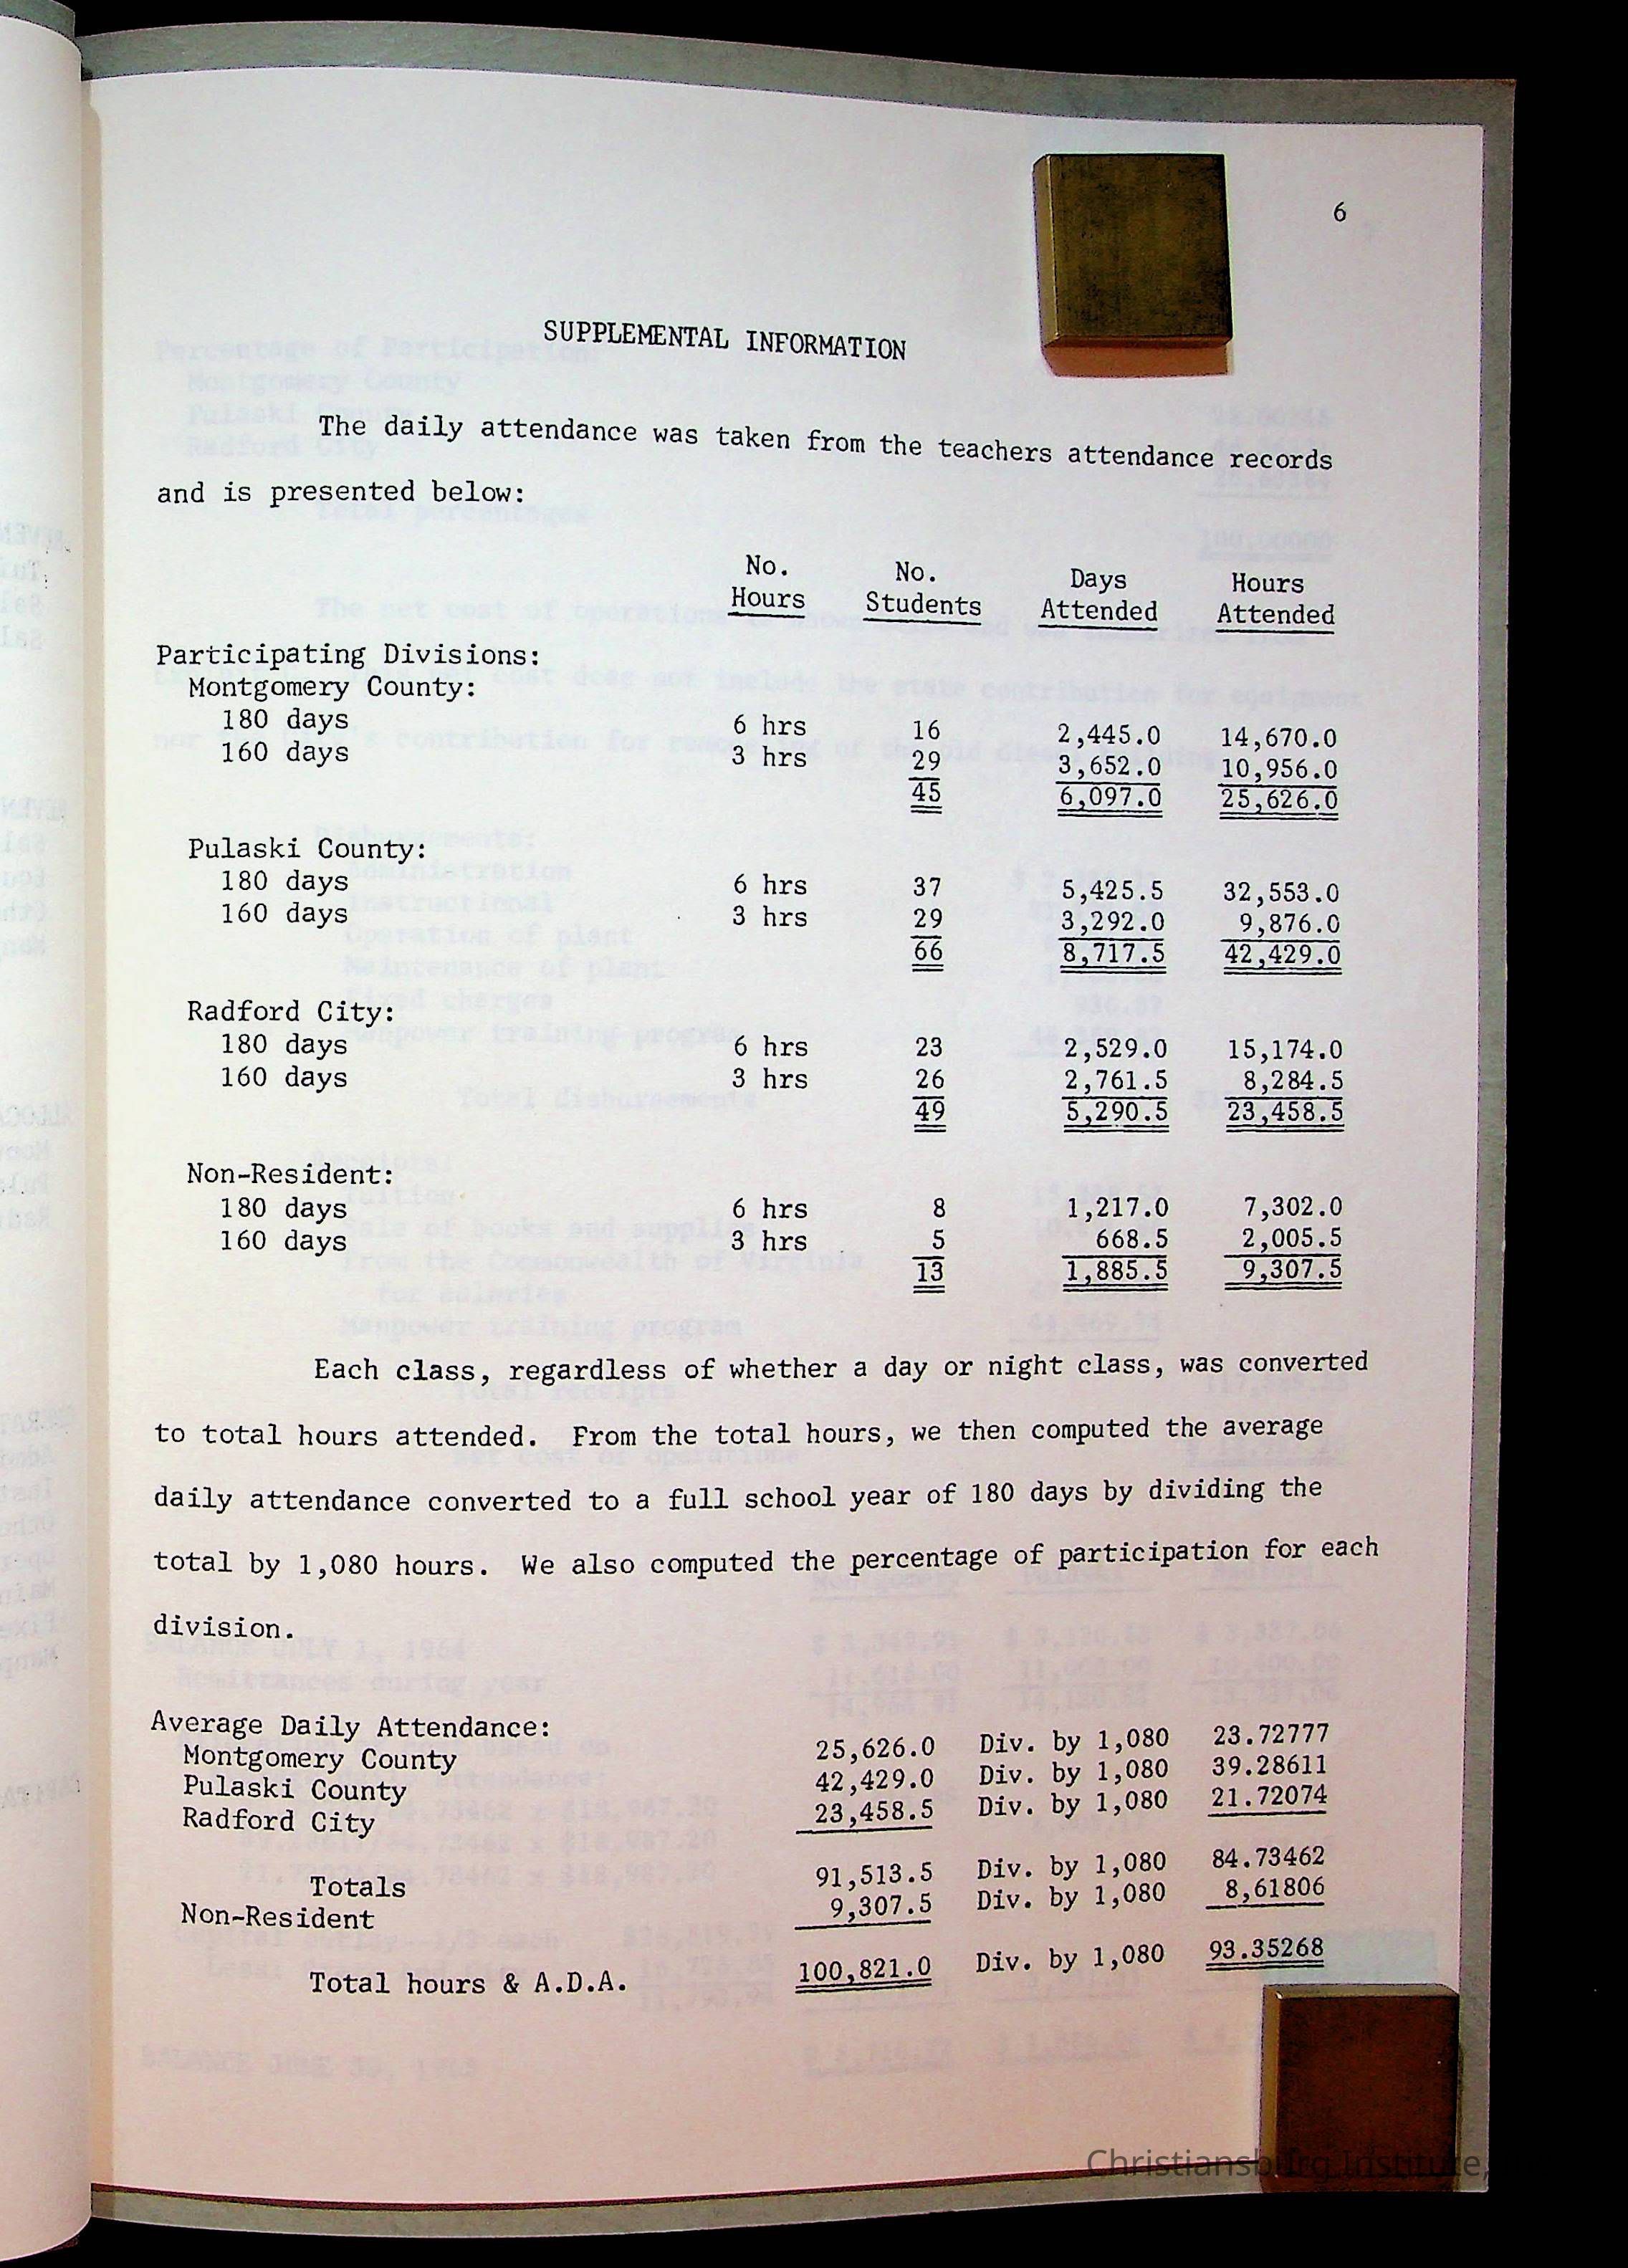 6
SUPPLEMENTAL INFORMATION
The daily attendance was taken from the teachers attendance records
and is presented below:
No. No. Days Hours
Hours Students Attended Attended
Participating Divisions:
Montgomery County:
180 days 6 hrs 16 2,445.0 14,670.0
160 days 3 hrs 29 3,652.0 10,956.0
45 6,097.0 25,626.0
Pulaski County:
180 days 6 hrs 37 5,425.5 32,553.0
160 days 3 hrs 29 3,292.0 9,876.0
66 8,717.5 42,429.0
Radford City:
180 days 6 hrs 23 2,529.0 15,174.0
160 days 3 hrs 26 2,761.5 8,284.5
49 5,290.5 23,458.5
Non-Resident:
180 days 6 hrs 8 1,217.0 7,302.0
160 days 3 hrs 5 668.5 2,005.5
13 1,885.5 9,307.5
Each class, regardless of whether a day or night class, was converted
to total hours attended. From the total hours, we then computed the average
daily attendance converted to a full school year of 180 days by dividing the
total by 1,080 hours. We also computed the percentage of participation for each
division.
Average Daily Attendance:
Montgomery County 25,626.0 Div. by 1,080 23.72777
Pulaski County 42,429.0 Div. by 1,080 39.28611
Radford City 23,458.5 Div. by 1,080 21.72074
Totals 91,513.5 Div. by 1,080 84.73462
Non-Resident 9,307.5 Div. by 1,080 8,61806
Total hours & A.D.A. 100,821.0 Div. by 1,080 93.35268
Christiansburg Institute,